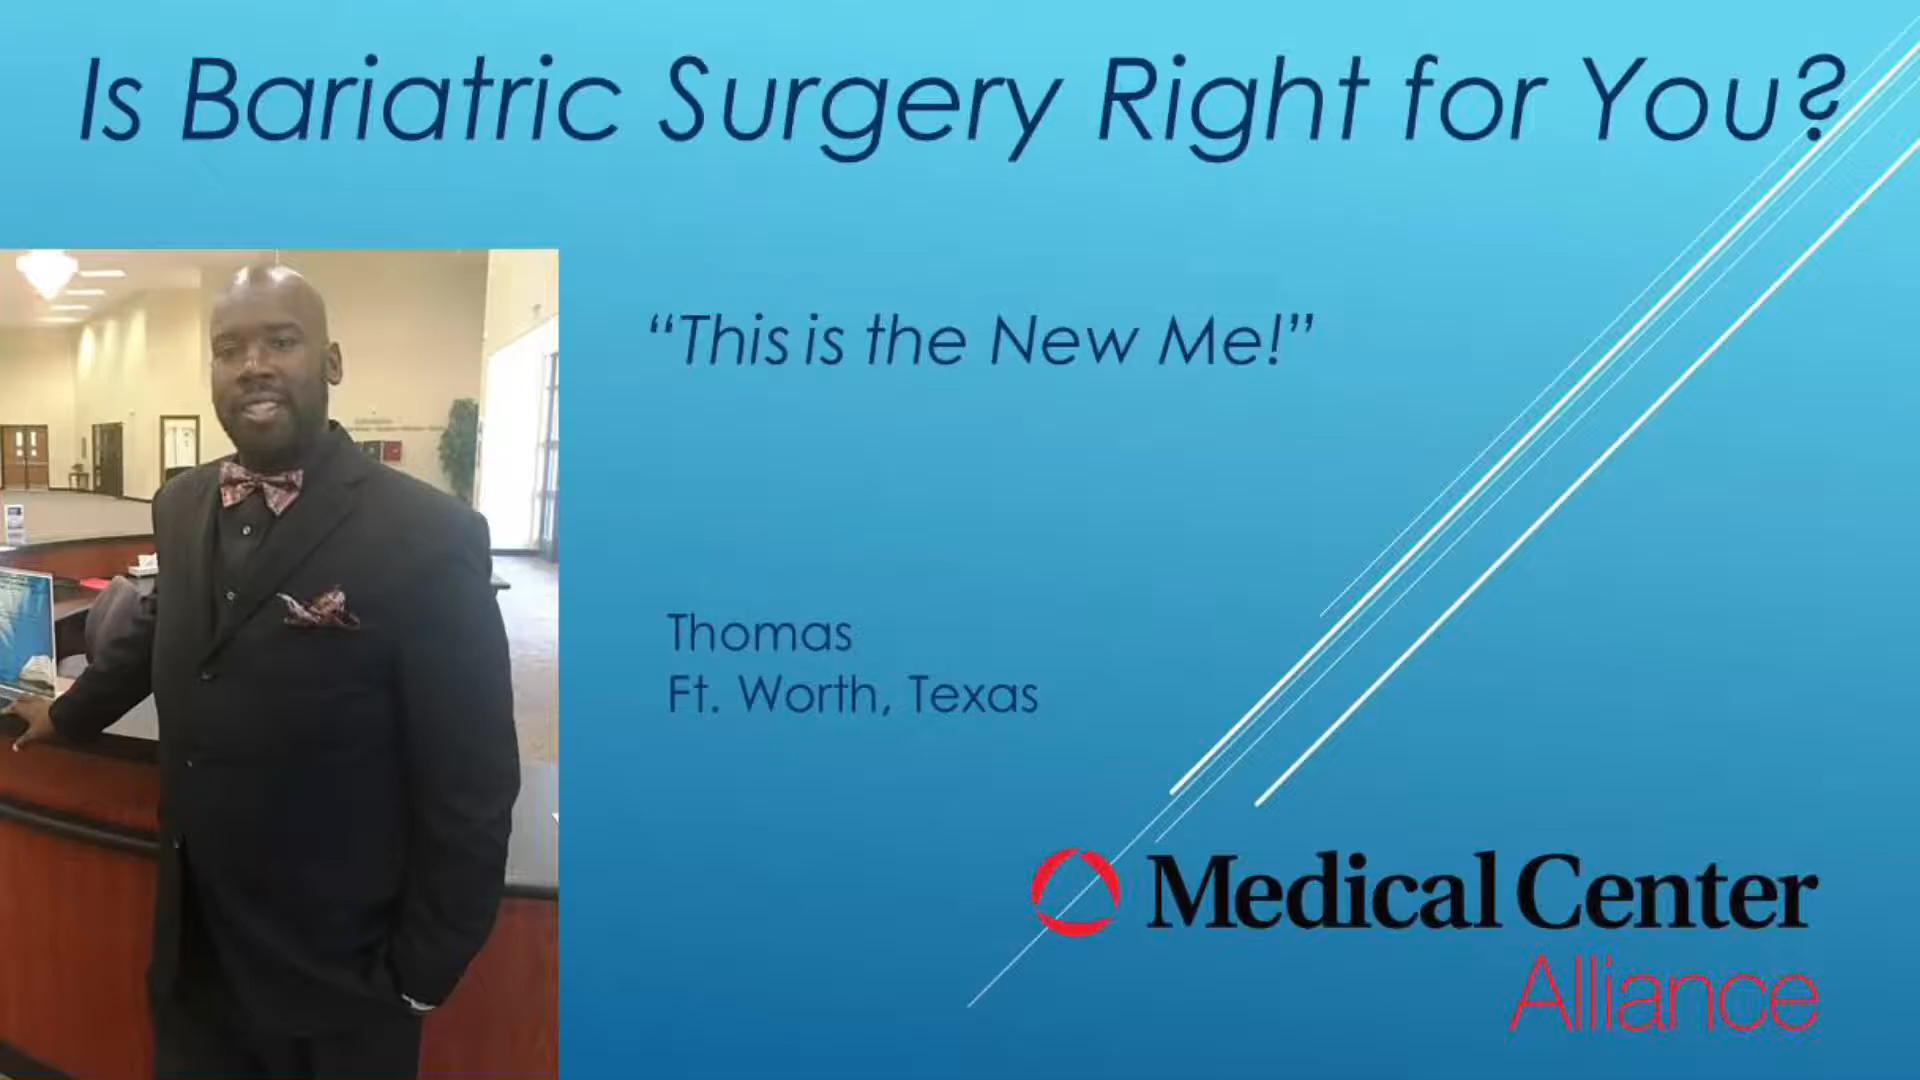 Is Bariatric Surgery Right for You?
“This is the New Me!”
Thomas
Ft. Worth, Texas
Medical Center
Alliance